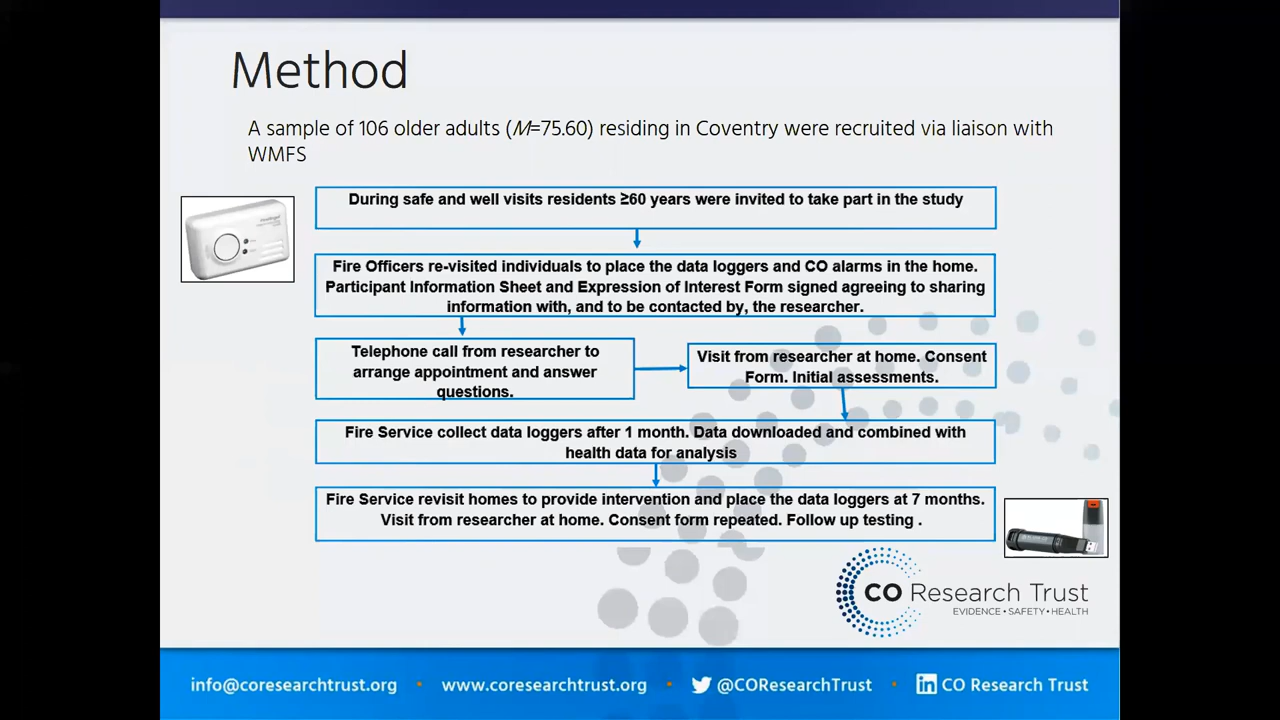 Method
A sample of 106 older adults (M=75.60) residing in Coventry were recruited via liaison with
WMFS
During safe and well visits residents ≥60 years were invited to take part in the study
Fire Officers re-visited individuals to place the data loggers and CO alarms in the home.
Participant Information Sheet and Expression of Interest Form signed agreeing to sharing
information with, and to be contacted by, the researcher.
Telephone call from researcher to
arrange appointment and answer
questions.
Visit from researcher at home. Consent
Form. Initial assessments.
Fire Service collect data loggers after 1 month. Data downloaded and combined with
health data for analysis
Fire Service revisit homes to provide intervention and place the data loggers at 7 months.
Visit from researcher at home. Consent form repeated. Follow up testing .
CO Research Trust
EVIDENCE • SAFETY • HEALTH
info@coresearchtrust.org • www.coresearchtrust.org • @COResearchTrust • in CO Research Trust